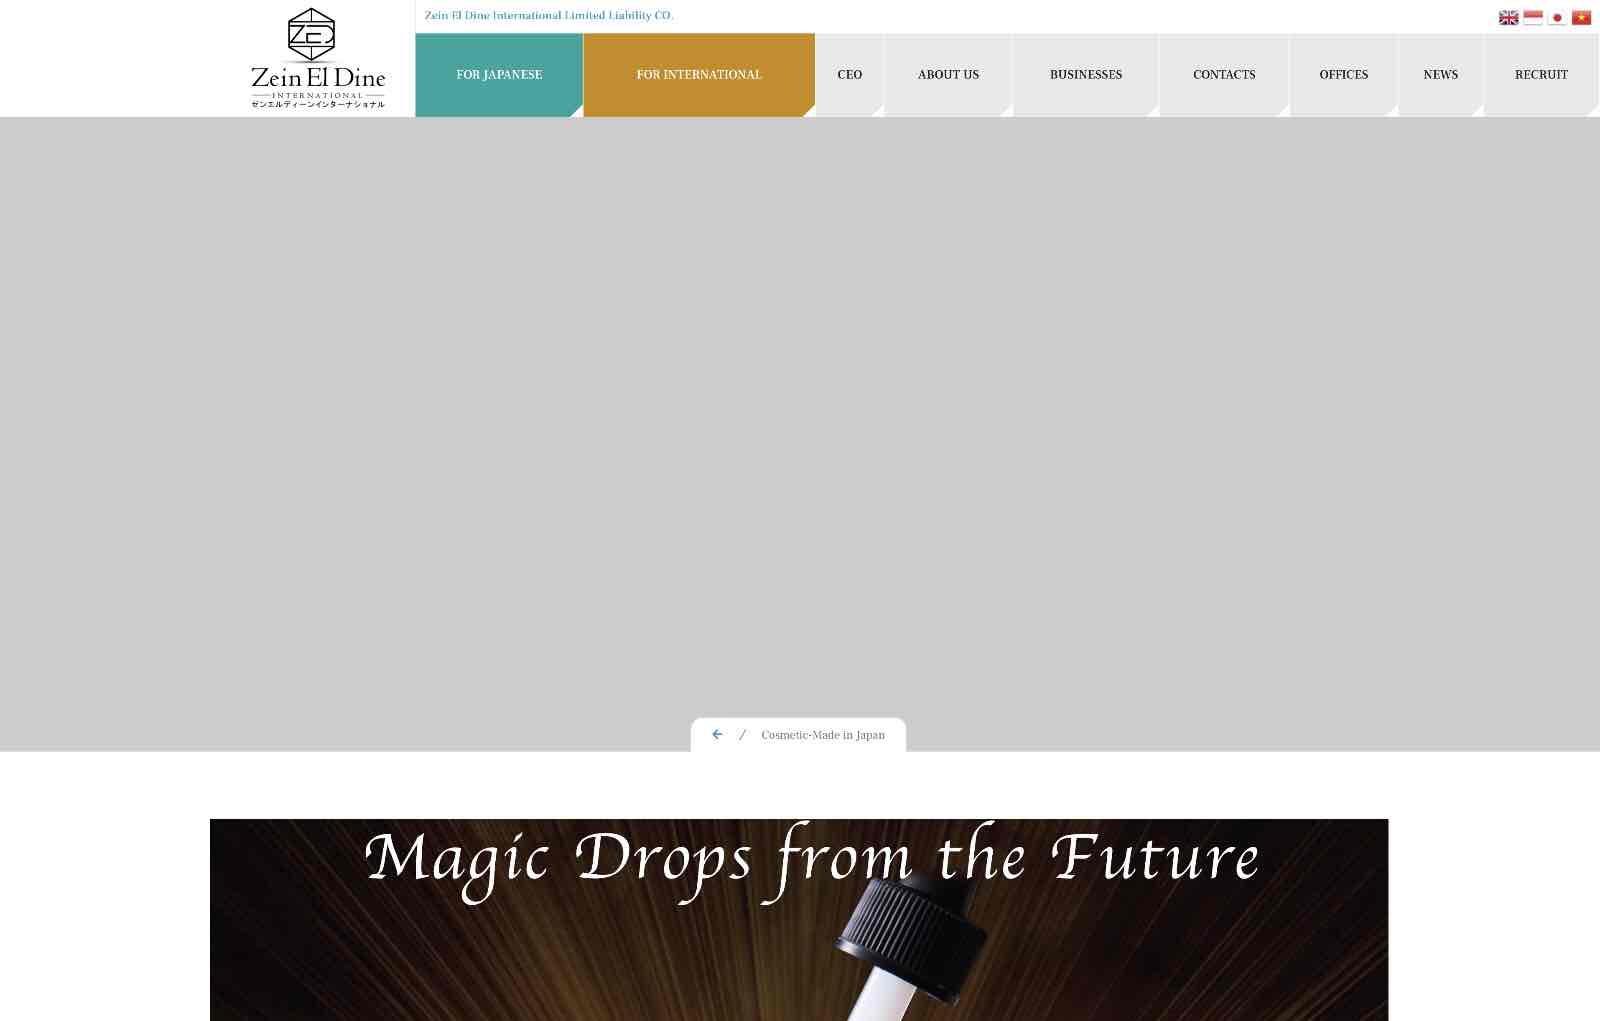 ZED
Zein El Dine
INTERNATIONAL
ゼンエルディーンインターナショナル
Zein El Dine International Limited Liability CO.
FOR JAPANESE
FOR INTERNATIONAL
CEO
ABOUT US
BUSINESSES
CONTACTS
OFFICES
NEWS
RECRUIT
/ Cosmetic-Made in Japan
Magic Drops from the Future